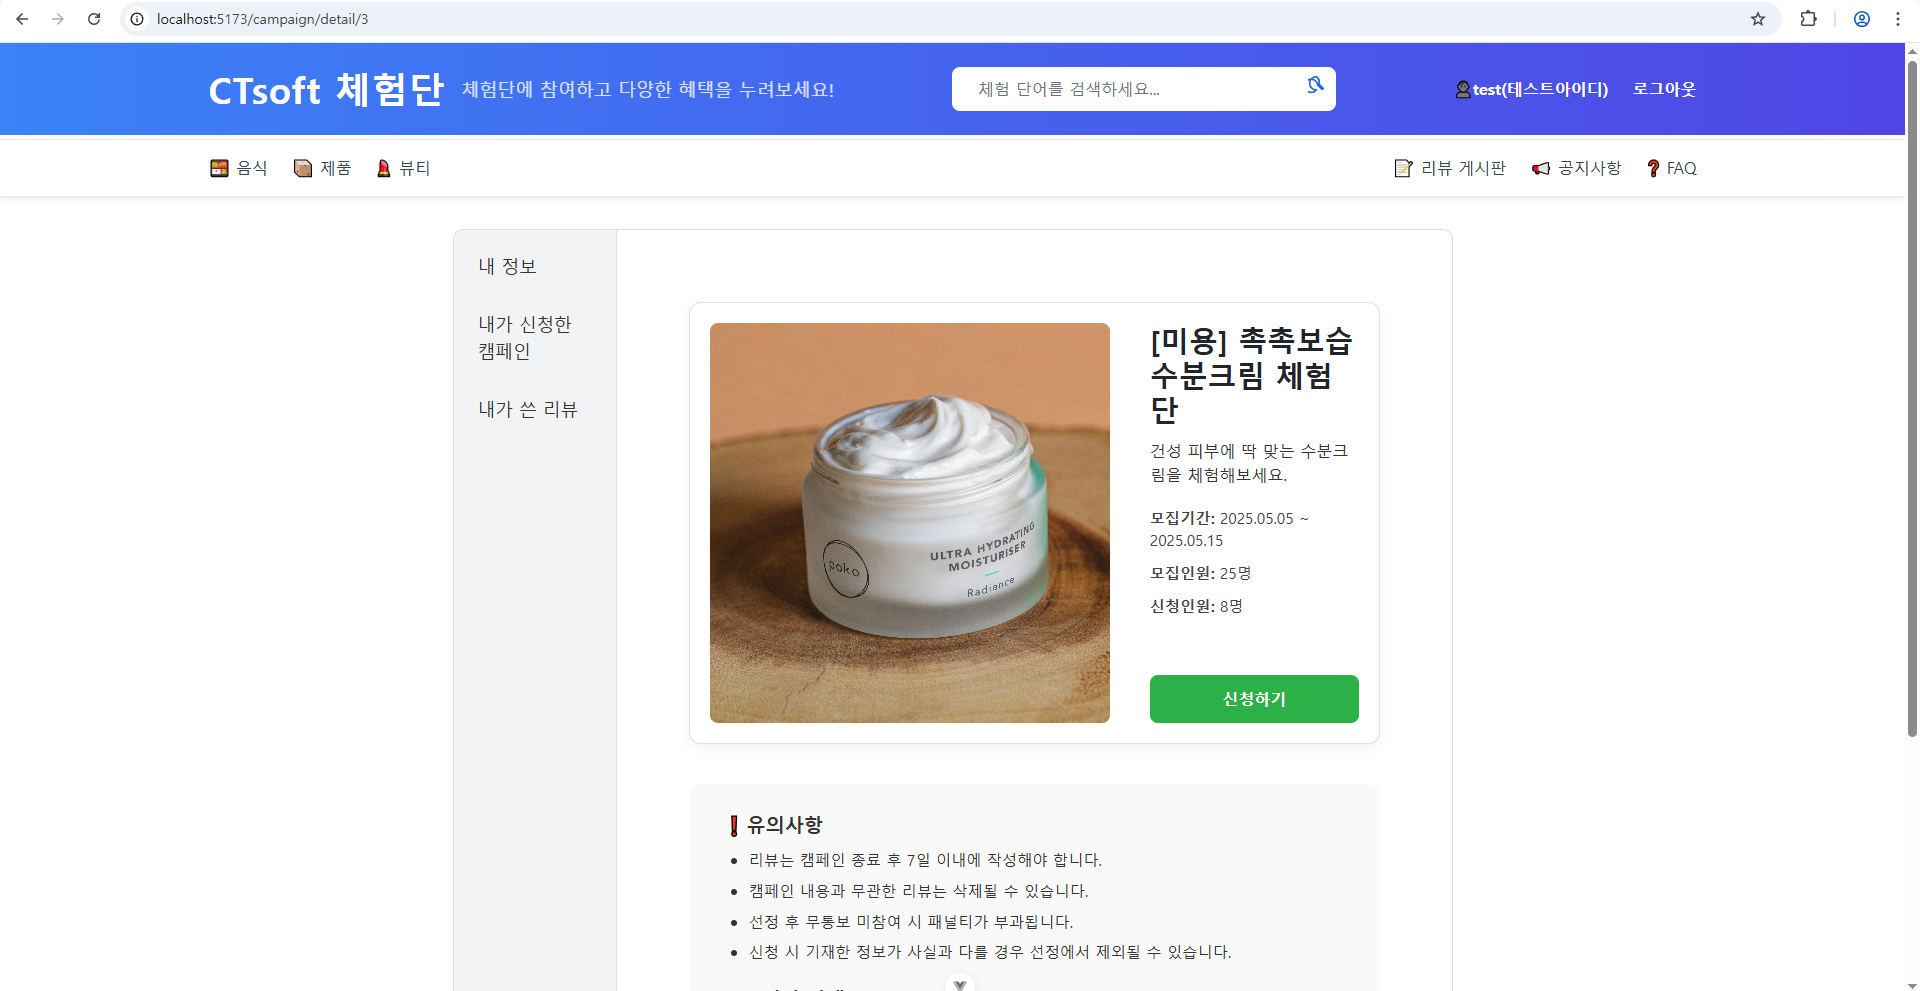 localhost:5173/campaign/detail/3
CTsoft 체험단 체험단에 참여하고 다양한 혜택을 누려보세요!
체험 단어를 검색하세요...
test(테스트아이디) 로그아웃
음식 제품 뷰티
리뷰 게시판 공지사항 FAQ
내 정보
내가 신청한
캠페인
내가 쓴 리뷰
poko
ULTRA HYDRATING
MOISTURISER
Radiance
[미용] 촉촉보습
수분크림 체험
단
건성 피부에 딱 맞는 수분크
림을 체험해보세요.
모집기간: 2025.05.05 ~
2025.05.15
모집인원: 25명
신청인원: 8명
신청하기
유의사항
리뷰는 캠페인 종료 후 7일 이내에 작성해야 합니다.
캠페인 내용과 무관한 리뷰는 삭제될 수 있습니다.
선정 후 무통보 미참여 시 패널티가 부과됩니다.
신청 시 기재한 정보가 사실과 다를 경우 선정에서 제외될 수 있습니다.